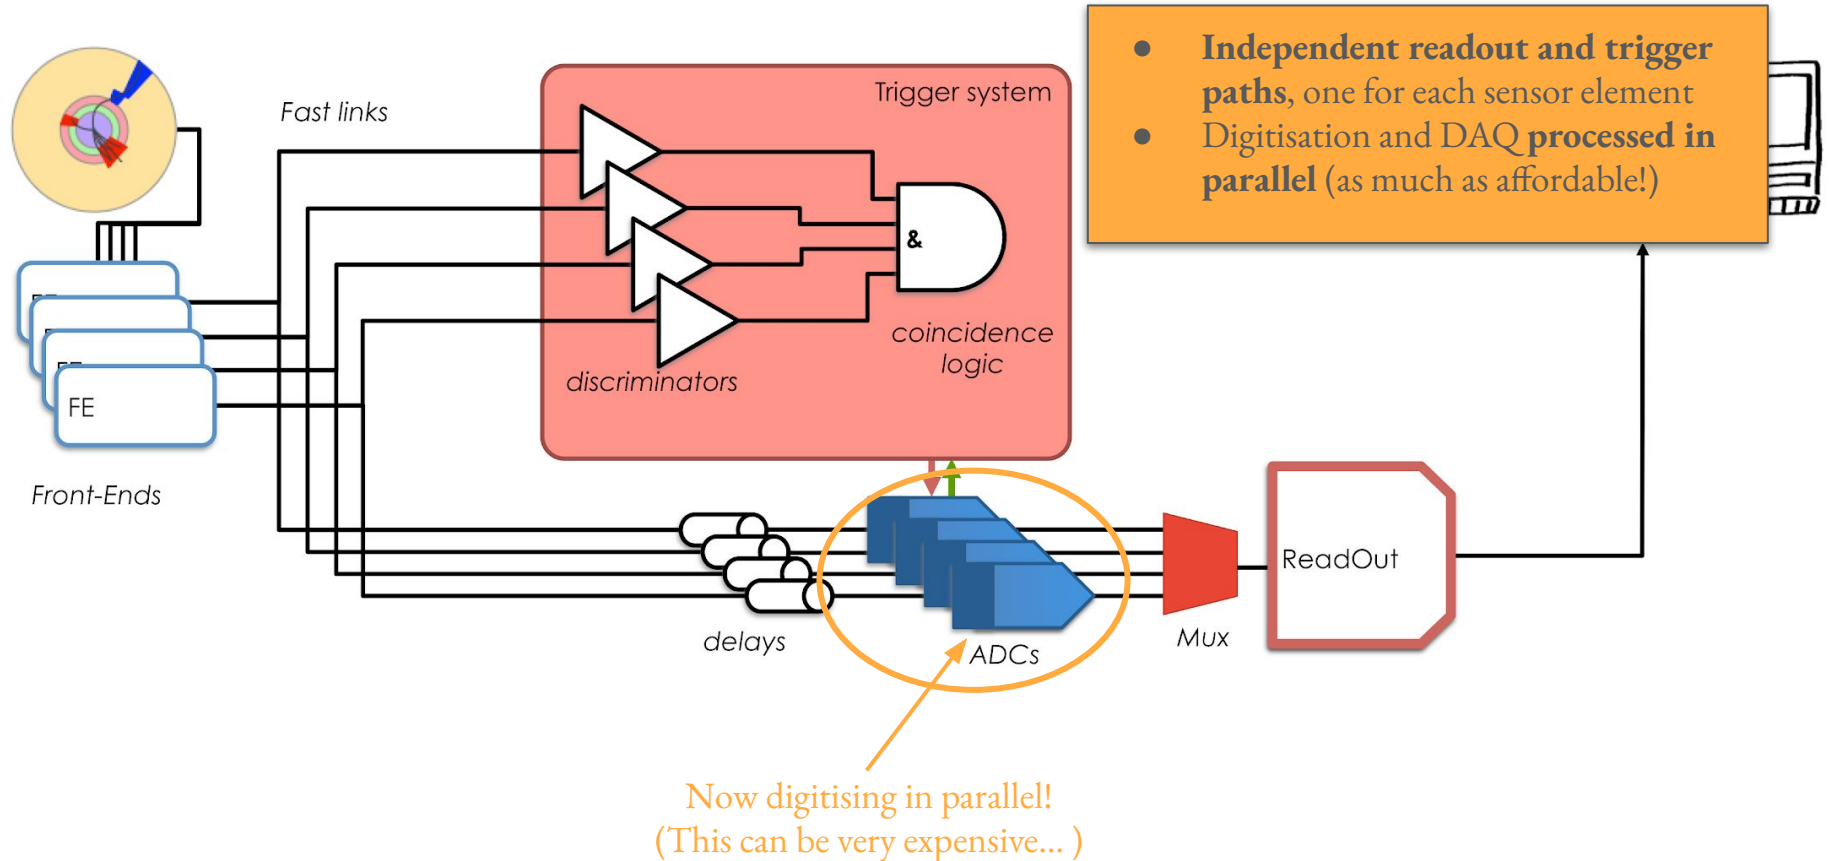 ● Independent readout and trigger
paths, one for each sensor element
● Digitisation and DAQ processed in
parallel (as much as affordable!)
Trigger system
Fast links
&
coincidence
logic
discriminators
FE
Front-Ends
ReadOut
delays
ADCs
Mux
Now digitising in parallel!
(This can be very expensive... )